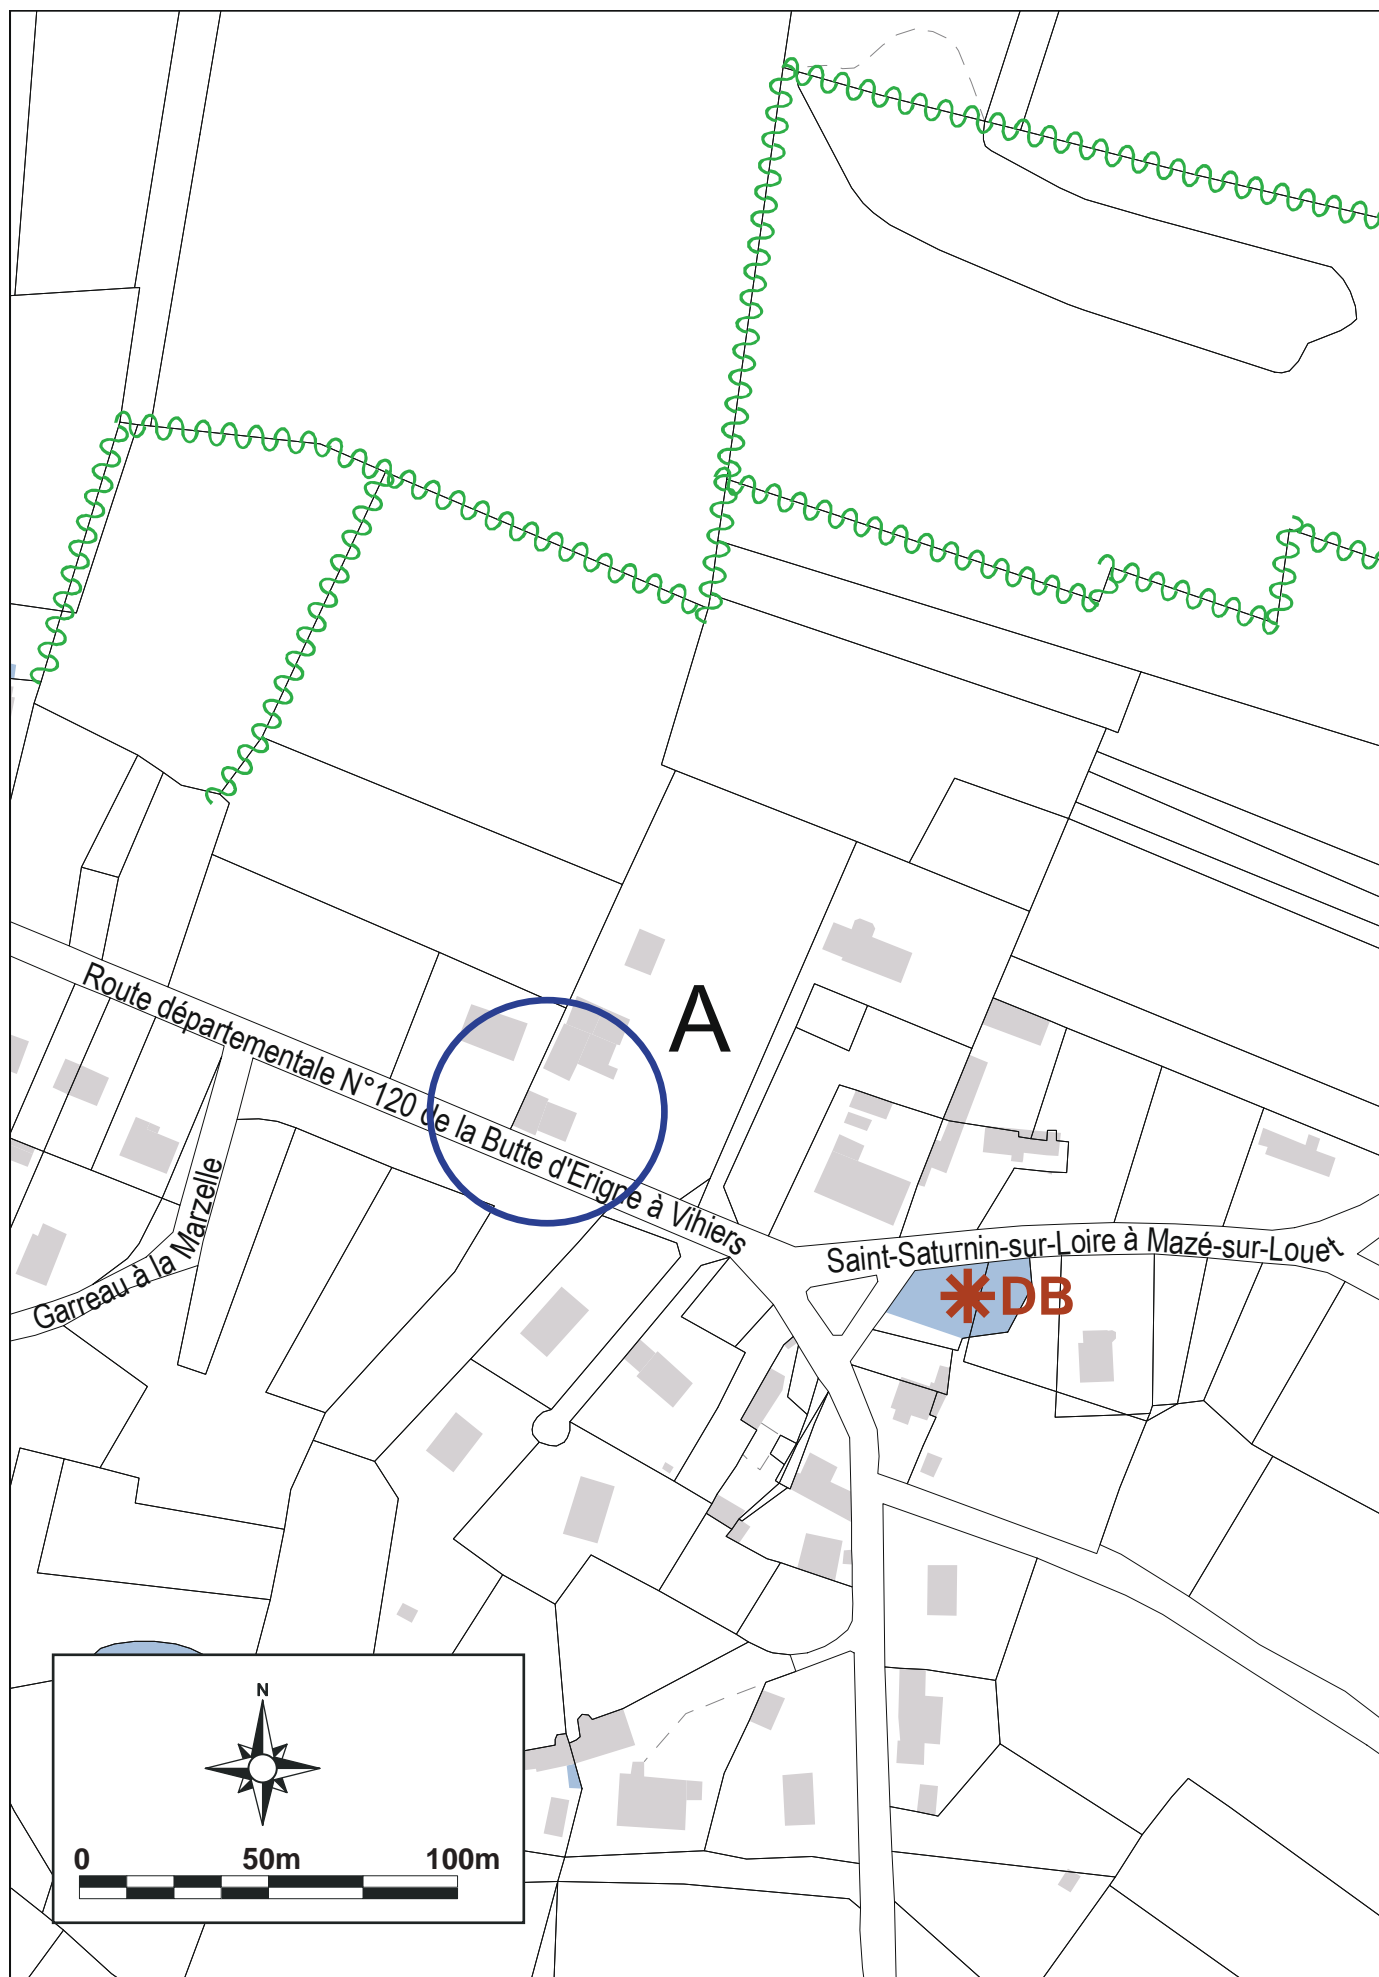 A
Route départementale N°120 de la Butte d'Erigne à Vihiers
Garreau à la Marzelle
Saint-Saturnin-sur-Loire à Mazé-sur-Louet
DB
N
0 50m 100m